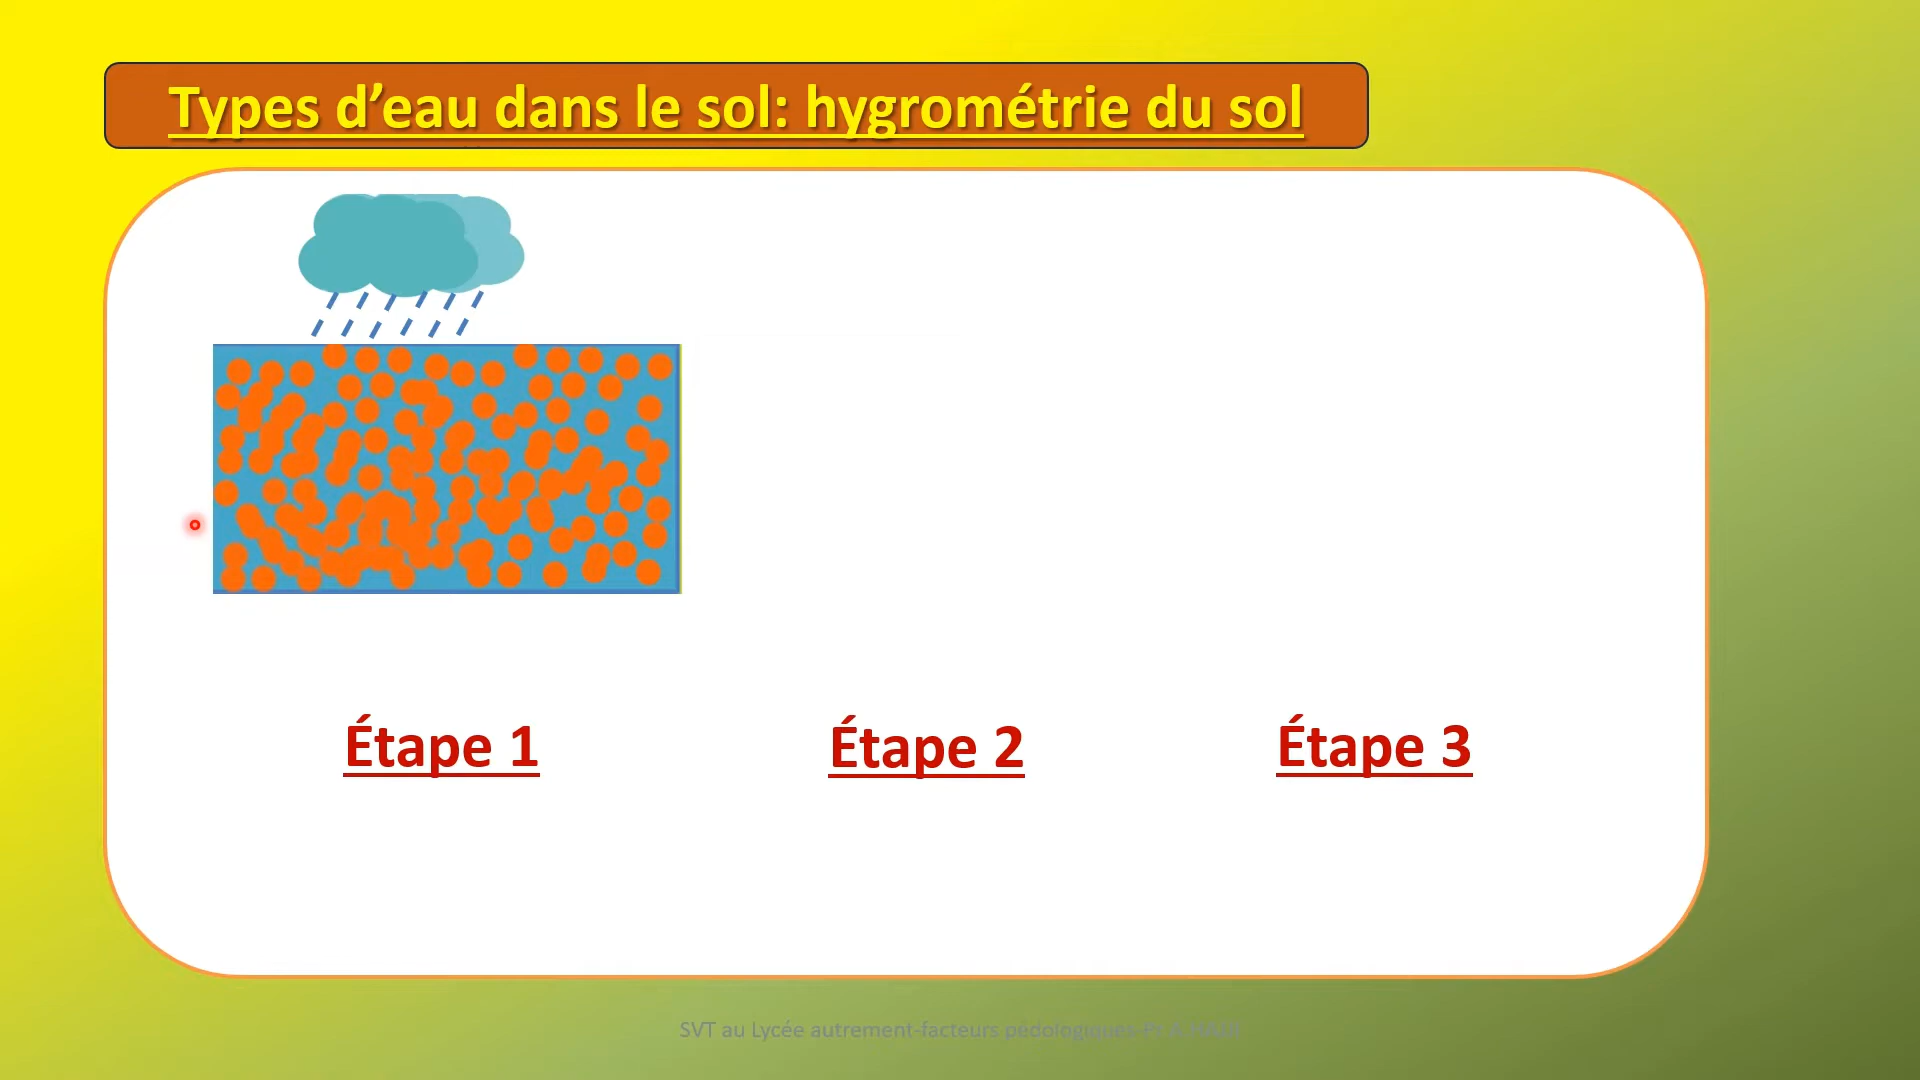 Types d’eau dans le sol: hygrométrie du sol
Étape 1
Étape 2
Étape 3
SVT au Lycée autrement-facteurs pédologiques-Pr